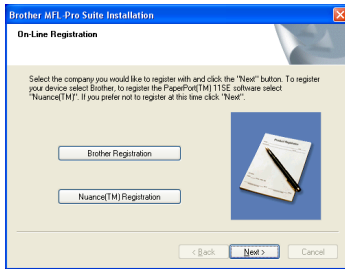 Brother MFL-Pro Suite Installation
On-Line Registration
Select the company you would like to register with and click the "Next" button. To register
your device select Brother, to register the PaperPort(TM) 11SE software select
"Nuance(TM)". If you prefer not to register at this time click "Next".
Brother Registration
Nuance(TM) Registration
< Back
Next >
Cancel